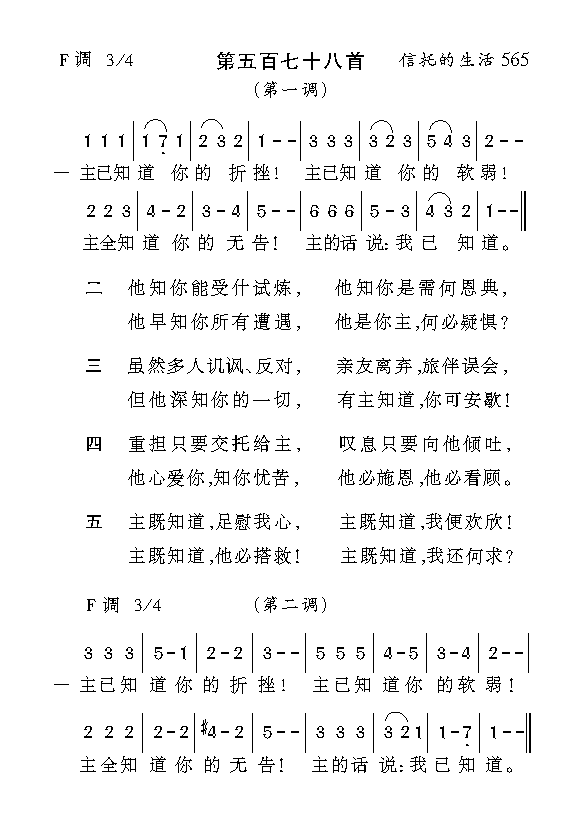 F调 3/4 第五百七十八首 信托的生活 565
(第一调)
1 1 1 | 1 7 1 | 2 3 2 | 1 - - | 3 3 3 | 3 2 3 | 5 4 3 | 2 - -
一 主已知道 你的 折挫! 主已知道 你的 软弱!
2 2 3 | 4 - 2 | 3 - 4 | 5 - - | 6 6 6 | 5 - 3 | 4 3 2 | 1 - - ‖
主全知道你的无告! 主的话说:我已 知道。
二 他知你能受什试炼, 他知你是需何恩典,
他早知你所有遭遇, 他是你主,何必疑惧?
三 虽然多人讥讽、反对, 亲友离弃,旅伴误会,
但他深知你的一切, 有主知道,你可安歇!
四 重担只要交托给主, 叹息只要向他倾吐,
他心爱你,知你忧苦, 他必施恩,他必看顾。
五 主既知道,足慰我心, 主既知道,我便欢欣!
主既知道,他必搭救! 主既知道,我还何求?
F调 3/4 (第二调)
3 3 3 | 5 - 1 | 2 - 2 | 3 - - | 5 5 5 | 4 - 5 | 3 - 4 | 2 - - |
一 主已知 道你 的折 挫! 主已知 道你 的软弱!
2 2 2 | 2 - 2 | #4 - 2 | 5 - - | 3 3 3 | 3 2 1 | 1 - 7 | 1 - - ‖
主全知 道你 的无 告! 主的话 说:我已知道。